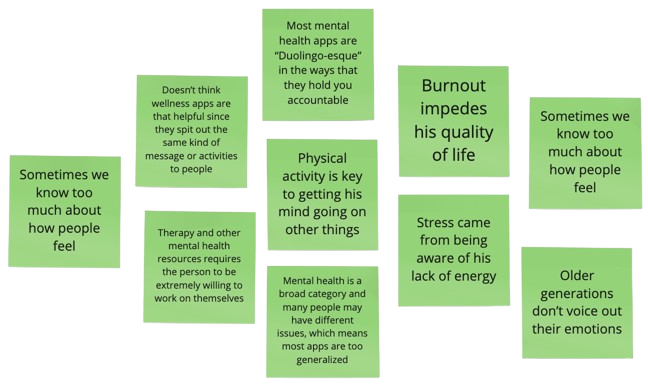 Sometimes we
know too
much about
how people
feel
Doesn't think
wellness apps are
that helpful since
they spit out the
same kind of
message or activities
to people
Therapy and other
mental health
resources requires
the person to be
extremely willing to
work on themselves
Most mental
health apps are
“Duolingo-esque”
in the ways that
they hold you
accountable
Physical
activity is key
to getting his
mind going on
other things
Mental health is a
broad category and
many people may
have different
issues, which means
most apps are too
generalized
Burnout
impedes
his quality
of life
Stress came
from being
aware of his
lack of energy
Sometimes we
know too
much about
how people
feel
Older
generations
don't voice out
their emotions